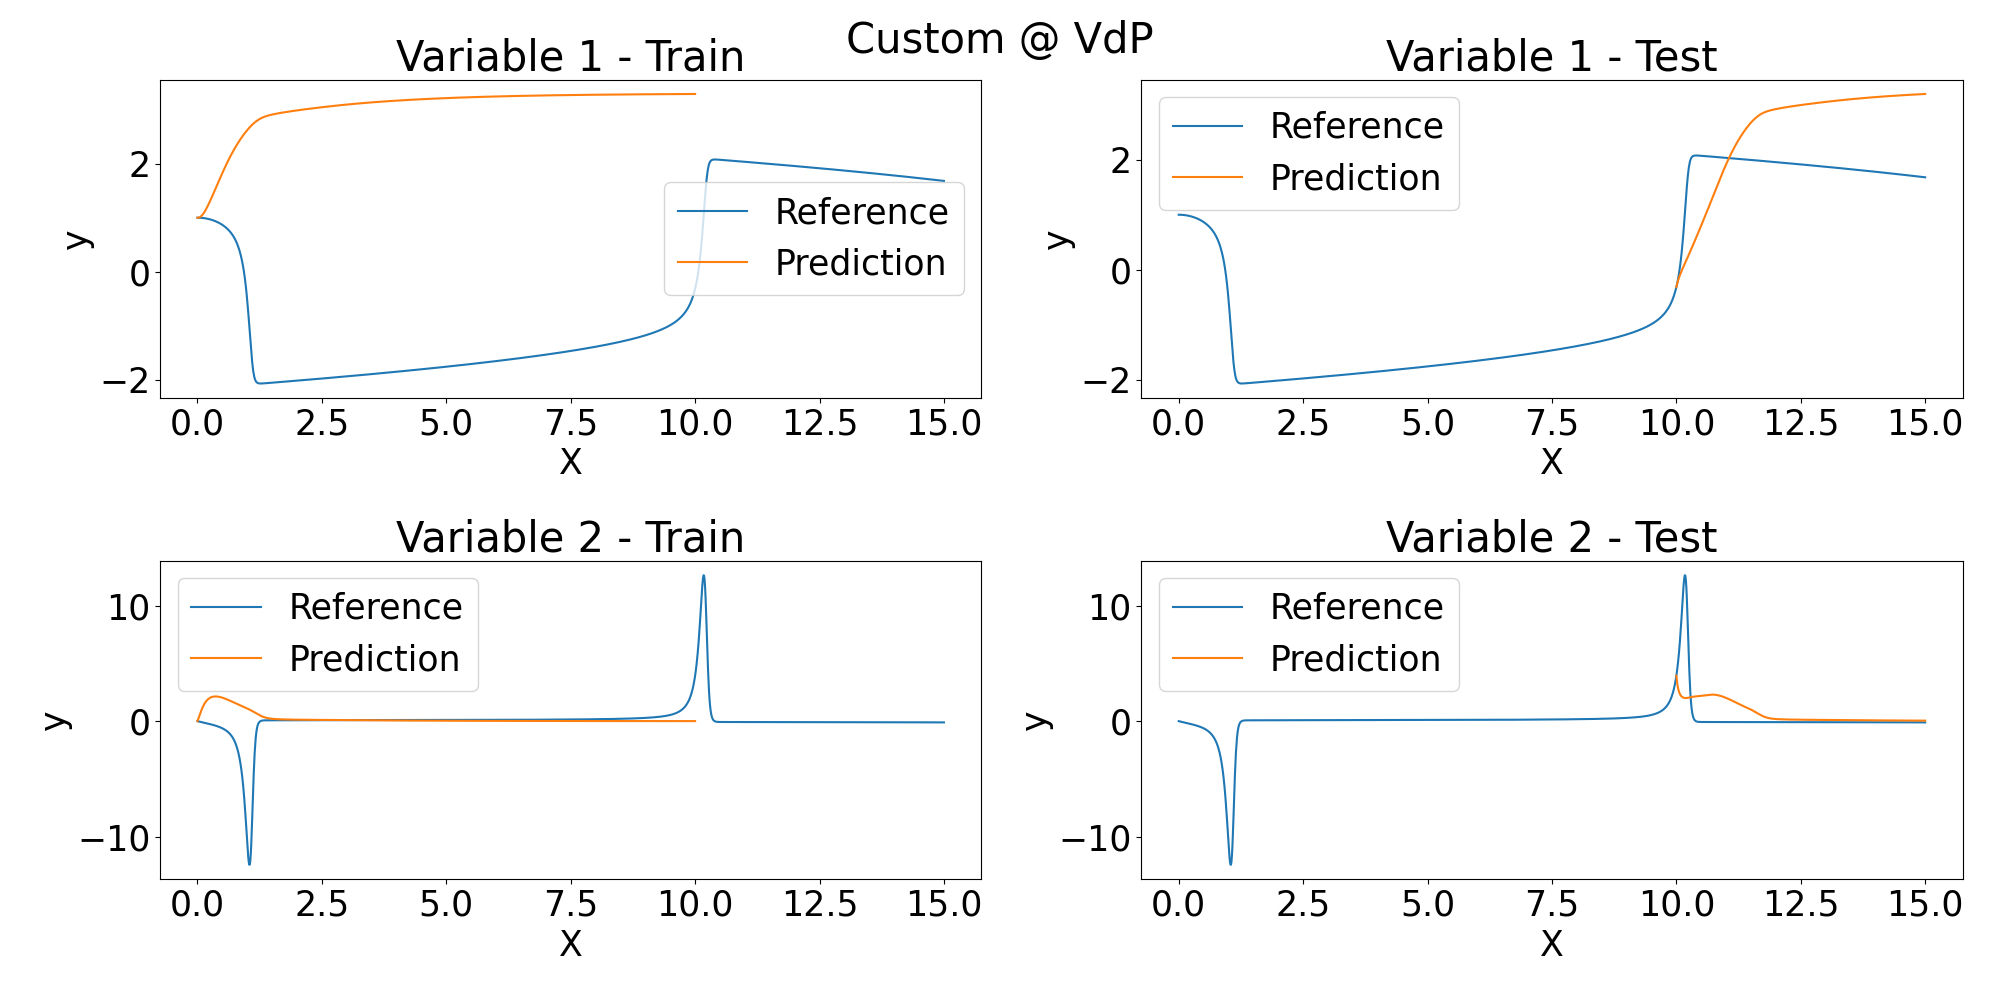 Custom @ VdP
Variable 1 - Train
2
0
−2
y
Reference
Prediction
0.0 2.5 5.0 7.5 10.0 12.5 15.0
X
Variable 1 - Test
2
0
−2
y
Reference
Prediction
0.0 2.5 5.0 7.5 10.0 12.5 15.0
X
Variable 2 - Train
10
0
−10
y
Reference
Prediction
0.0 2.5 5.0 7.5 10.0 12.5 15.0
X
Variable 2 - Test
10
0
−10
y
Reference
Prediction
0.0 2.5 5.0 7.5 10.0 12.5 15.0
X